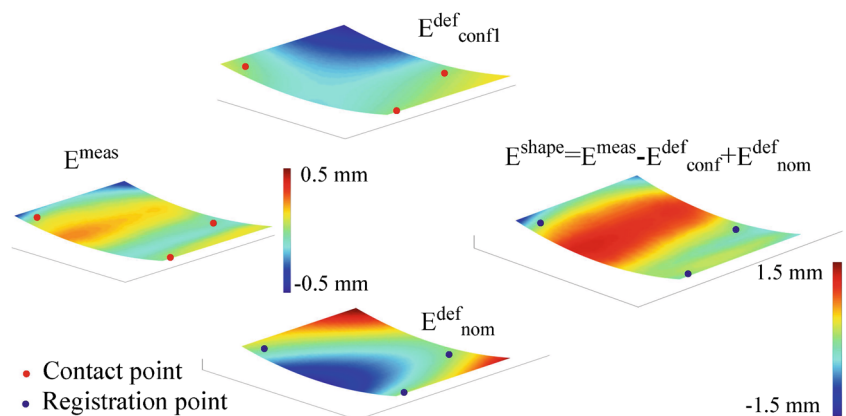 E^def_conf1
E^meas
E^shape=E^meas-E^def_conf+E^def_nom
0.5 mm
-0.5 mm
1.5 mm
-1.5 mm
E^def_nom
Contact point
Registration point